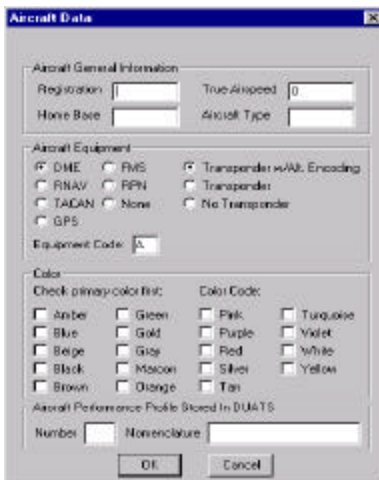 Aircraft Data
Aircraft General Information
Registration True Airspeed 0
Home Base Aircraft Type
Aircraft Equipment
DME FMS Transponder w/Alt. Encoding
RNAV RPN Transponder
TACAN None No Transponder
GPS
Equipment Code: A
Color
Check primary color first: Color Code:
Amber Green Pink Turquoise
Blue Gold Purple Violet
Beige Gray Red White
Black Maroon Silver Yellow
Brown Orange Tan
Aircraft Performance Profile Stored In DUATS
Number Nomenclature
OK Cancel